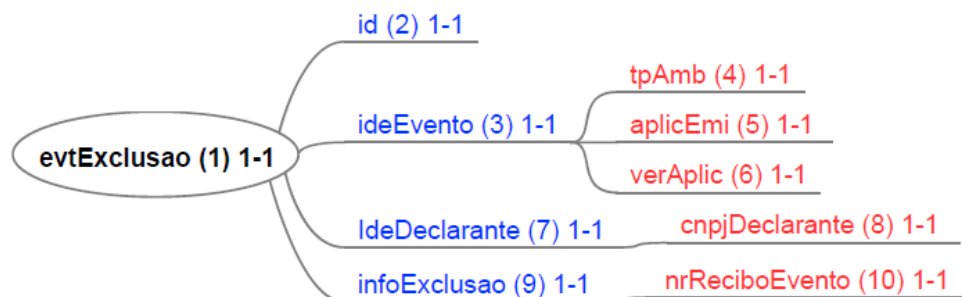 evtExclusao (1) 1-1
id (2) 1-1
ideEvento (3) 1-1
tpAmb (4) 1-1
aplicEmi (5) 1-1
verAplic (6) 1-1
IdeDeclarante (7) 1-1
cnpjDeclarante (8) 1-1
infoExclusao (9) 1-1
nrReciboEvento (10) 1-1